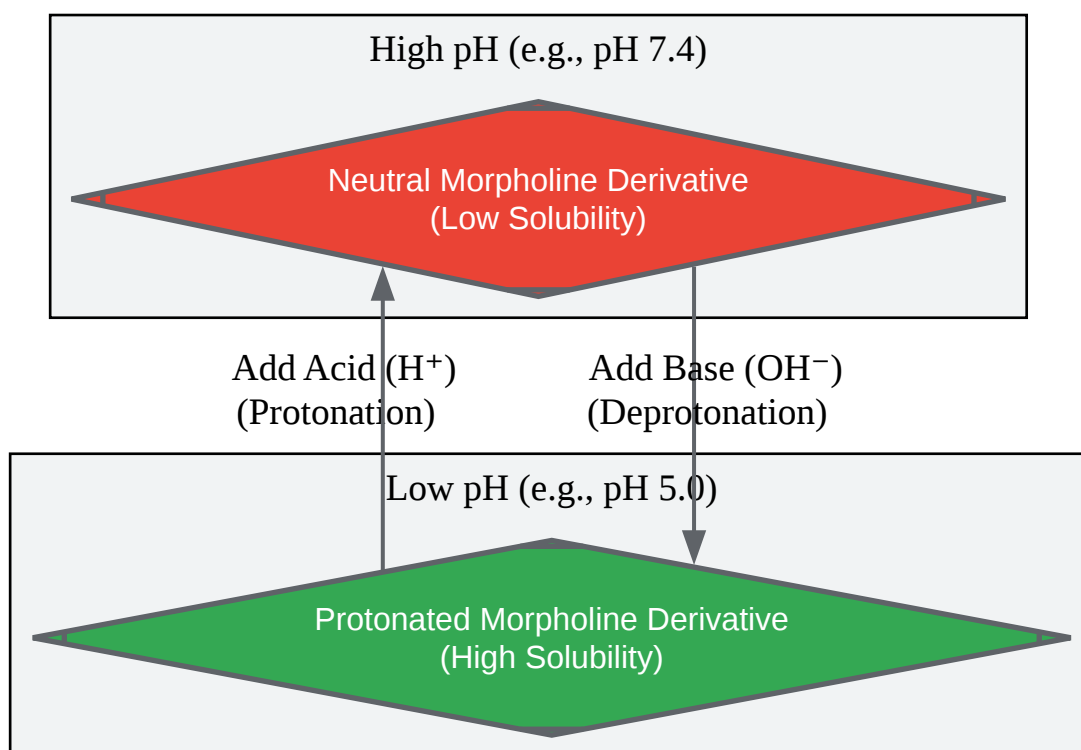 High pH (e.g., pH 7.4)
Neutral Morpholine Derivative
(Low Solubility)
Add Acid (H⁺)
(Protonation)
Add Base (OH⁻)
(Deprotonation)
Low pH (e.g., pH 5.0)
Protonated Morpholine Derivative
(High Solubility)